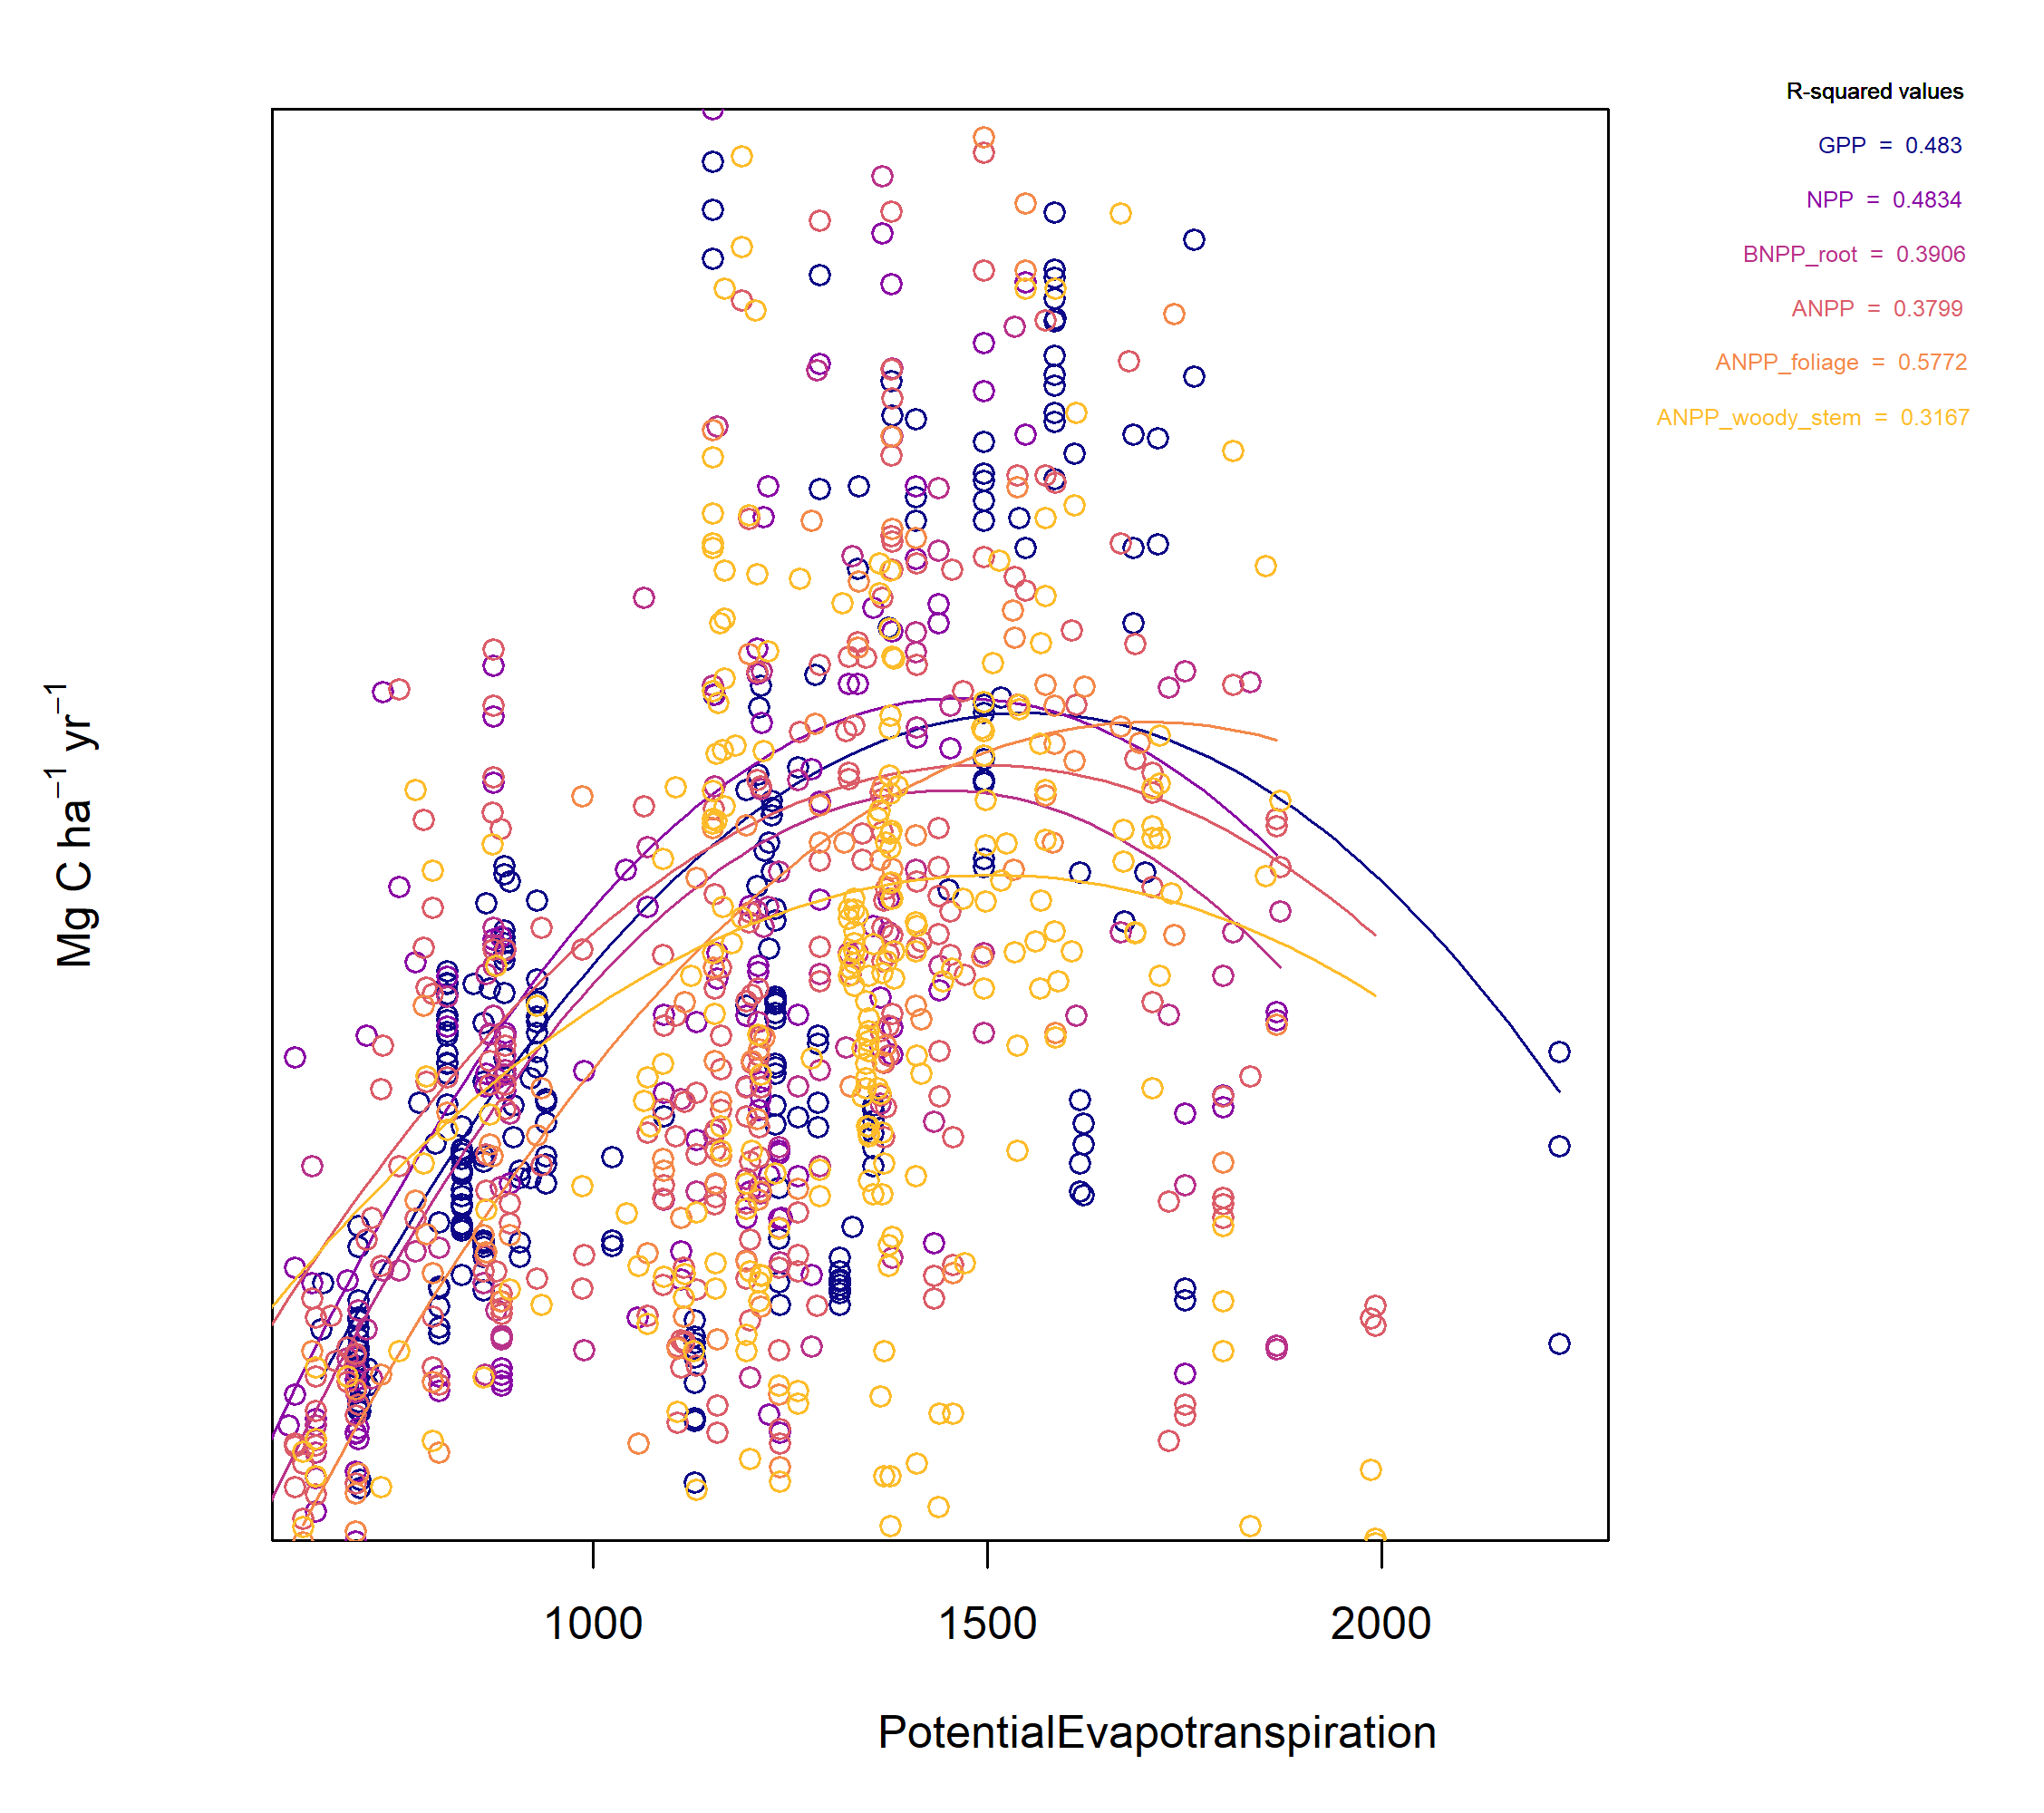 R-squared values
GPP = 0.483
NPP = 0.4834
BNPP_root = 0.3906
ANPP = 0.3799
ANPP_foliage = 0.5772
ANPP_woody_stem = 0.3167
Mg C ha⁻¹ yr⁻¹
1000 1500 2000
PotentialEvapotranspiration